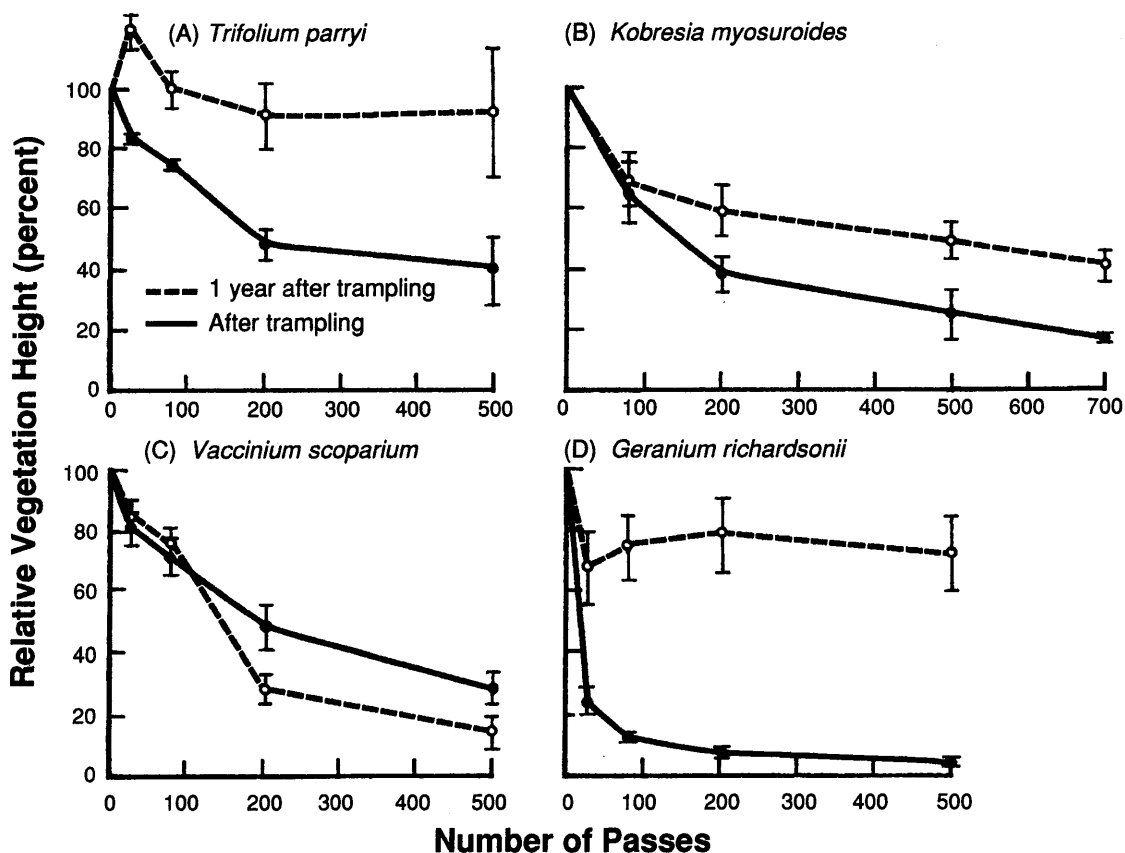 (A) Trifolium parryi
(B) Kobresia myosuroides
Relative Vegetation Height (percent)
100
80
60
40
20
0
1 year after trampling
After trampling
0 100 200 300 400 500
0 100 200 300 400 500 600 700
(C) Vaccinium scoparium
(D) Geranium richardsonii
100
80
60
40
20
0
0 100 200 300 400 500
0 100 200 300 400 500
Number of Passes